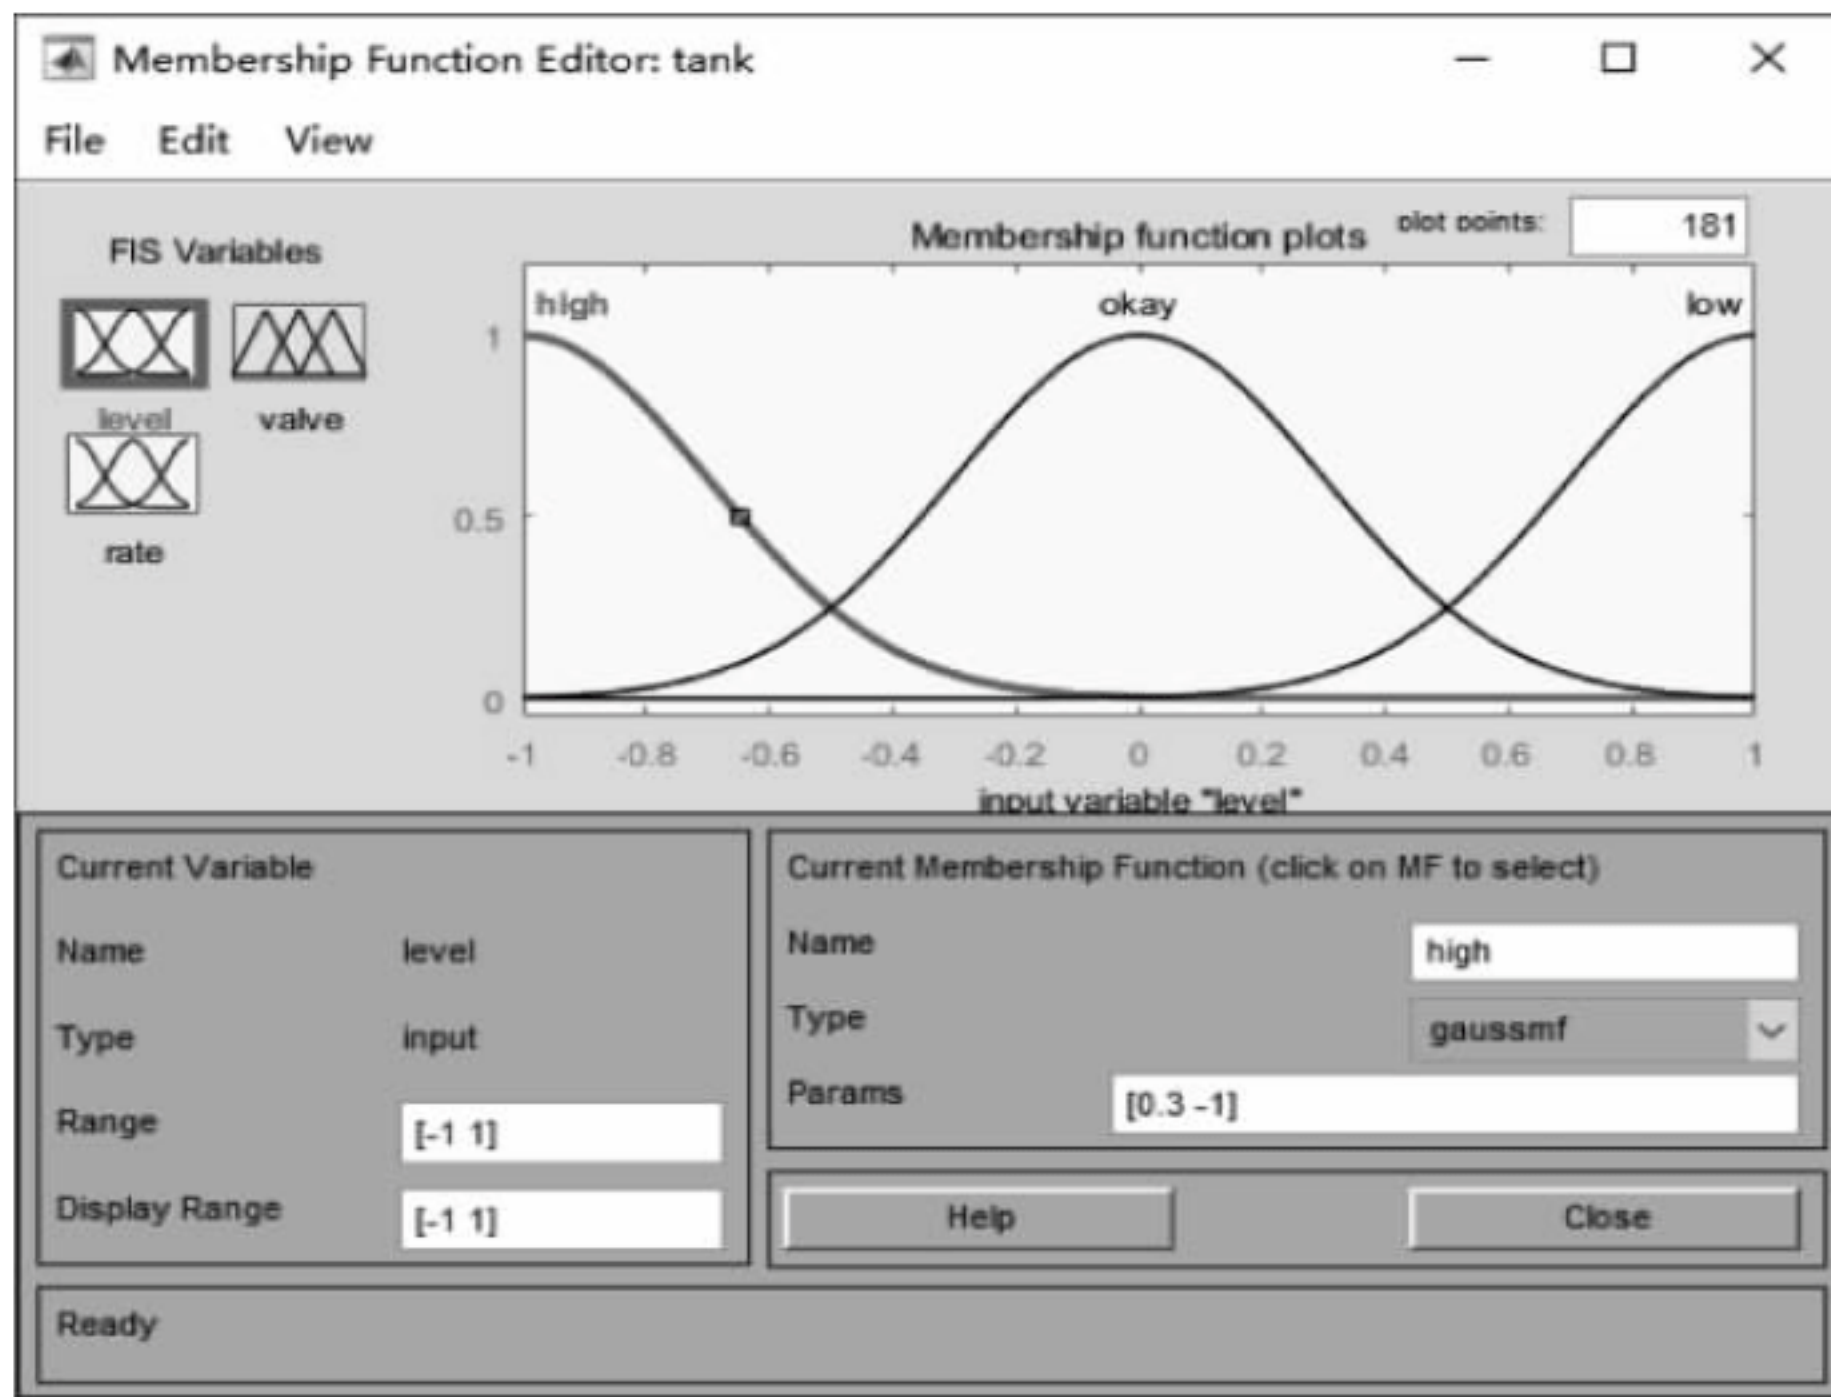 Membership Function Editor: tank
File Edit View
FIS Variables
level
valve
rate
Membership function plots
plot points:
181
high
okay
low
1
0.5
0
-1 -0.8 -0.6 -0.4 -0.2 0 0.2 0.4 0.6 0.8 1
input variable "level"
Current Variable
Name level
Type input
Range [-1 1]
Display Range [-1 1]
Current Membership Function (click on MF to select)
Name high
Type gaussmf
Params [0.3 -1]
Help
Close
Ready